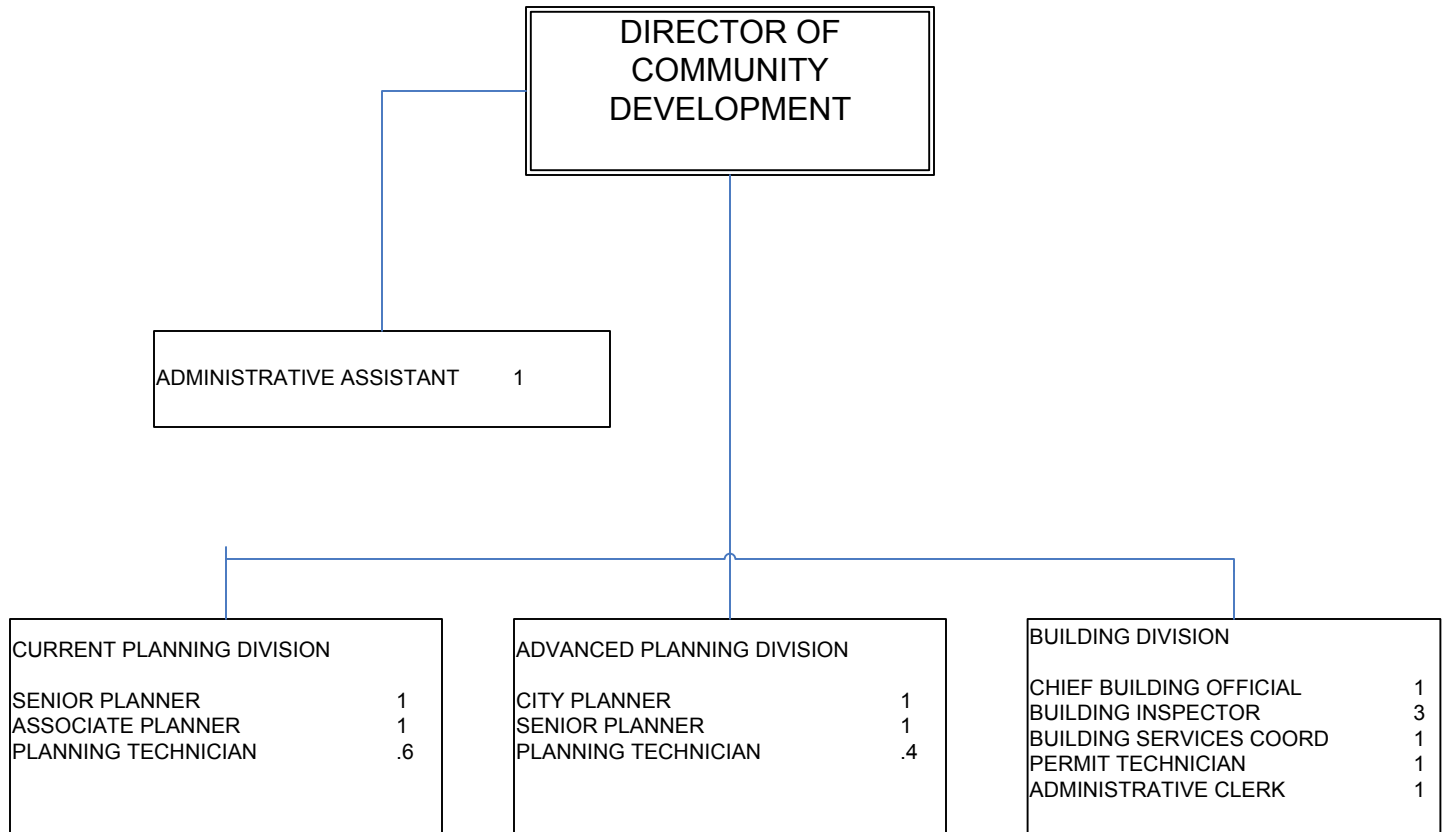 DIRECTOR OF
COMMUNITY
DEVELOPMENT
ADMINISTRATIVE ASSISTANT 1
CURRENT PLANNING DIVISION
SENIOR PLANNER 1
ASSOCIATE PLANNER 1
PLANNING TECHNICIAN .6
ADVANCED PLANNING DIVISION
CITY PLANNER 1
SENIOR PLANNER 1
PLANNING TECHNICIAN .4
BUILDING DIVISION
CHIEF BUILDING OFFICIAL 1
BUILDING INSPECTOR 3
BUILDING SERVICES COORD 1
PERMIT TECHNICIAN 1
ADMINISTRATIVE CLERK 1